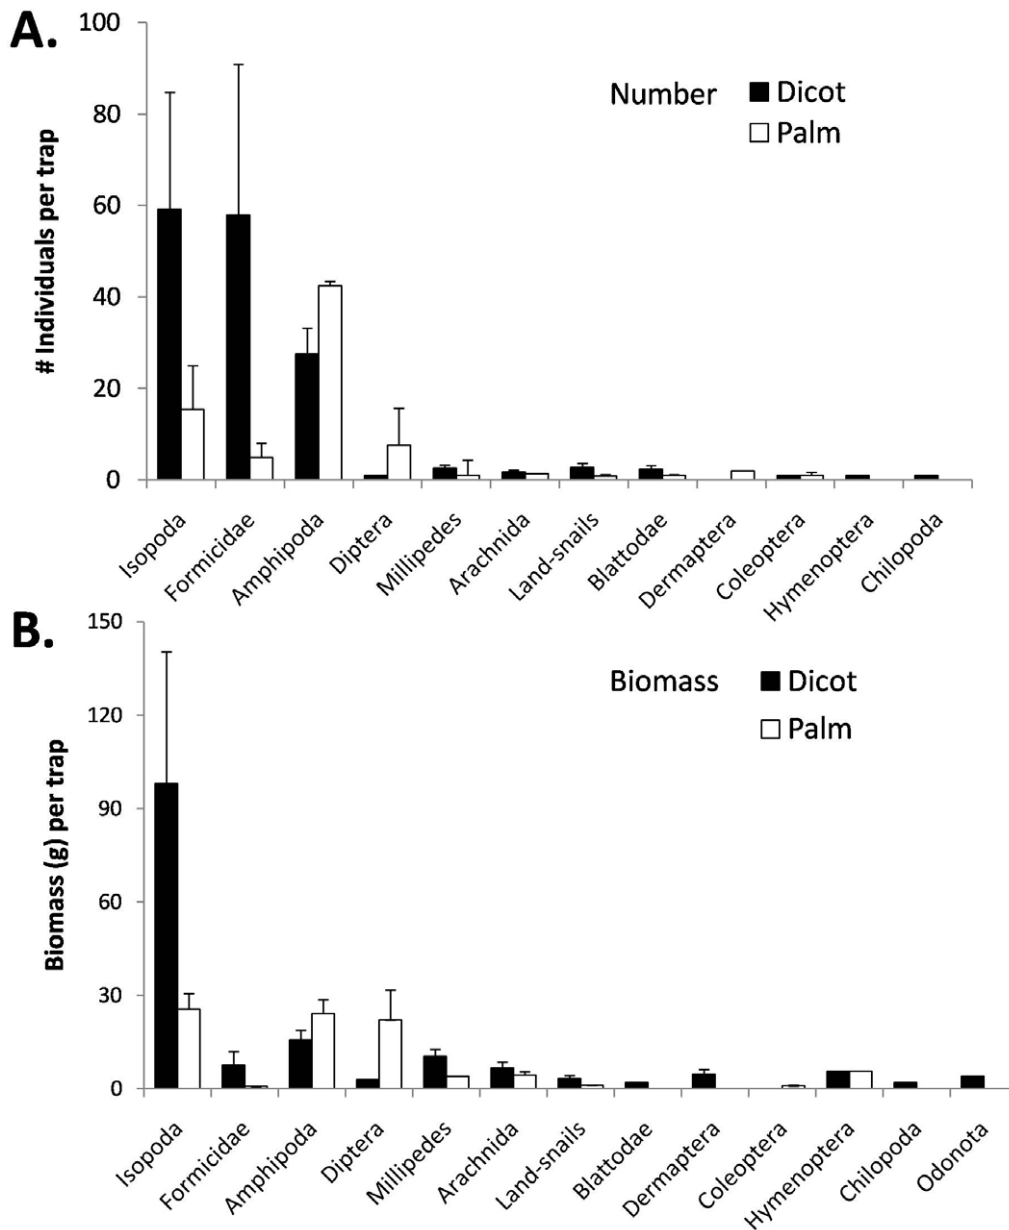 A.
Number
Dicot
Palm
# Individuals per trap
100
80
60
40
20
0
Isopoda
Formicidae
Amphipoda
Diptera
Millipedes
Arachnida
Land-snails
Blattodae
Dermaptera
Coleoptera
Hymenoptera
Chilopoda
B.
Biomass
Dicot
Palm
Biomass (g) per trap
150
120
90
60
30
0
Isopoda
Formicidae
Amphipoda
Diptera
Millipedes
Arachnida
Land-snails
Blattodae
Dermaptera
Coleoptera
Hymenoptera
Chilopoda
Odonota